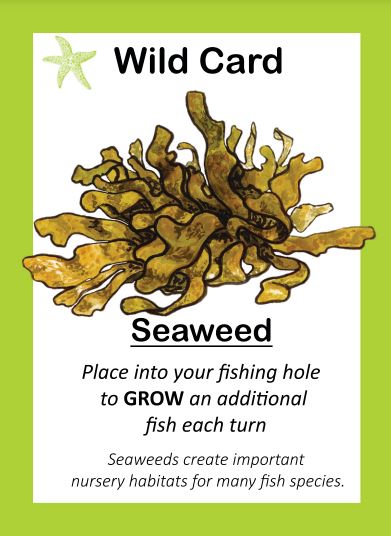 Wild Card
Seaweed
Place into your fishing hole
to GROW an additional
fish each turn
Seaweeds create important
nursery habitats for many fish species.